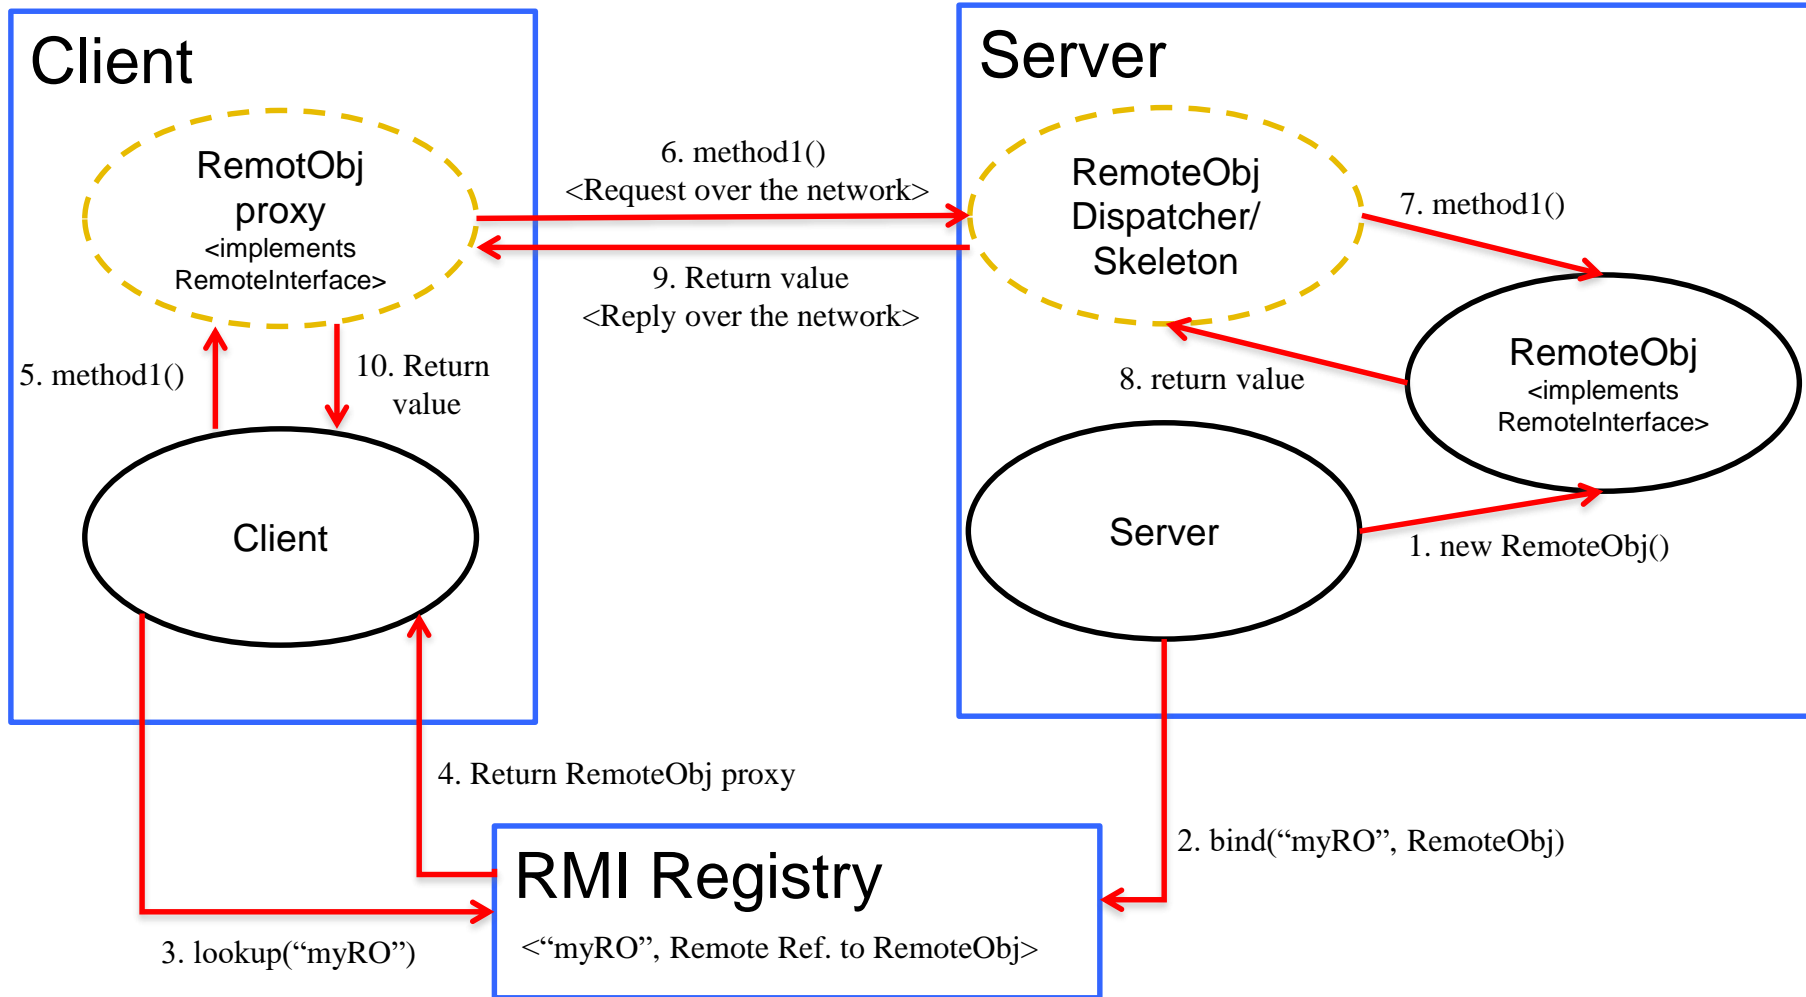 Client
Server
RemotObj
proxy
<implements
RemoteInterface>
6. method1()
<Request over the network>
9. Return value
<Reply over the network>
RemoteObj
Dispatcher/
Skeleton
7. method1()
5. method1()
10. Return
value
8. return value
RemoteObj
<implements
RemoteInterface>
Client
Server
1. new RemoteObj()
4. Return RemoteObj proxy
2. bind(“myRO”, RemoteObj)
RMI Registry
<“myRO”, Remote Ref. to RemoteObj>
3. lookup(“myRO”)